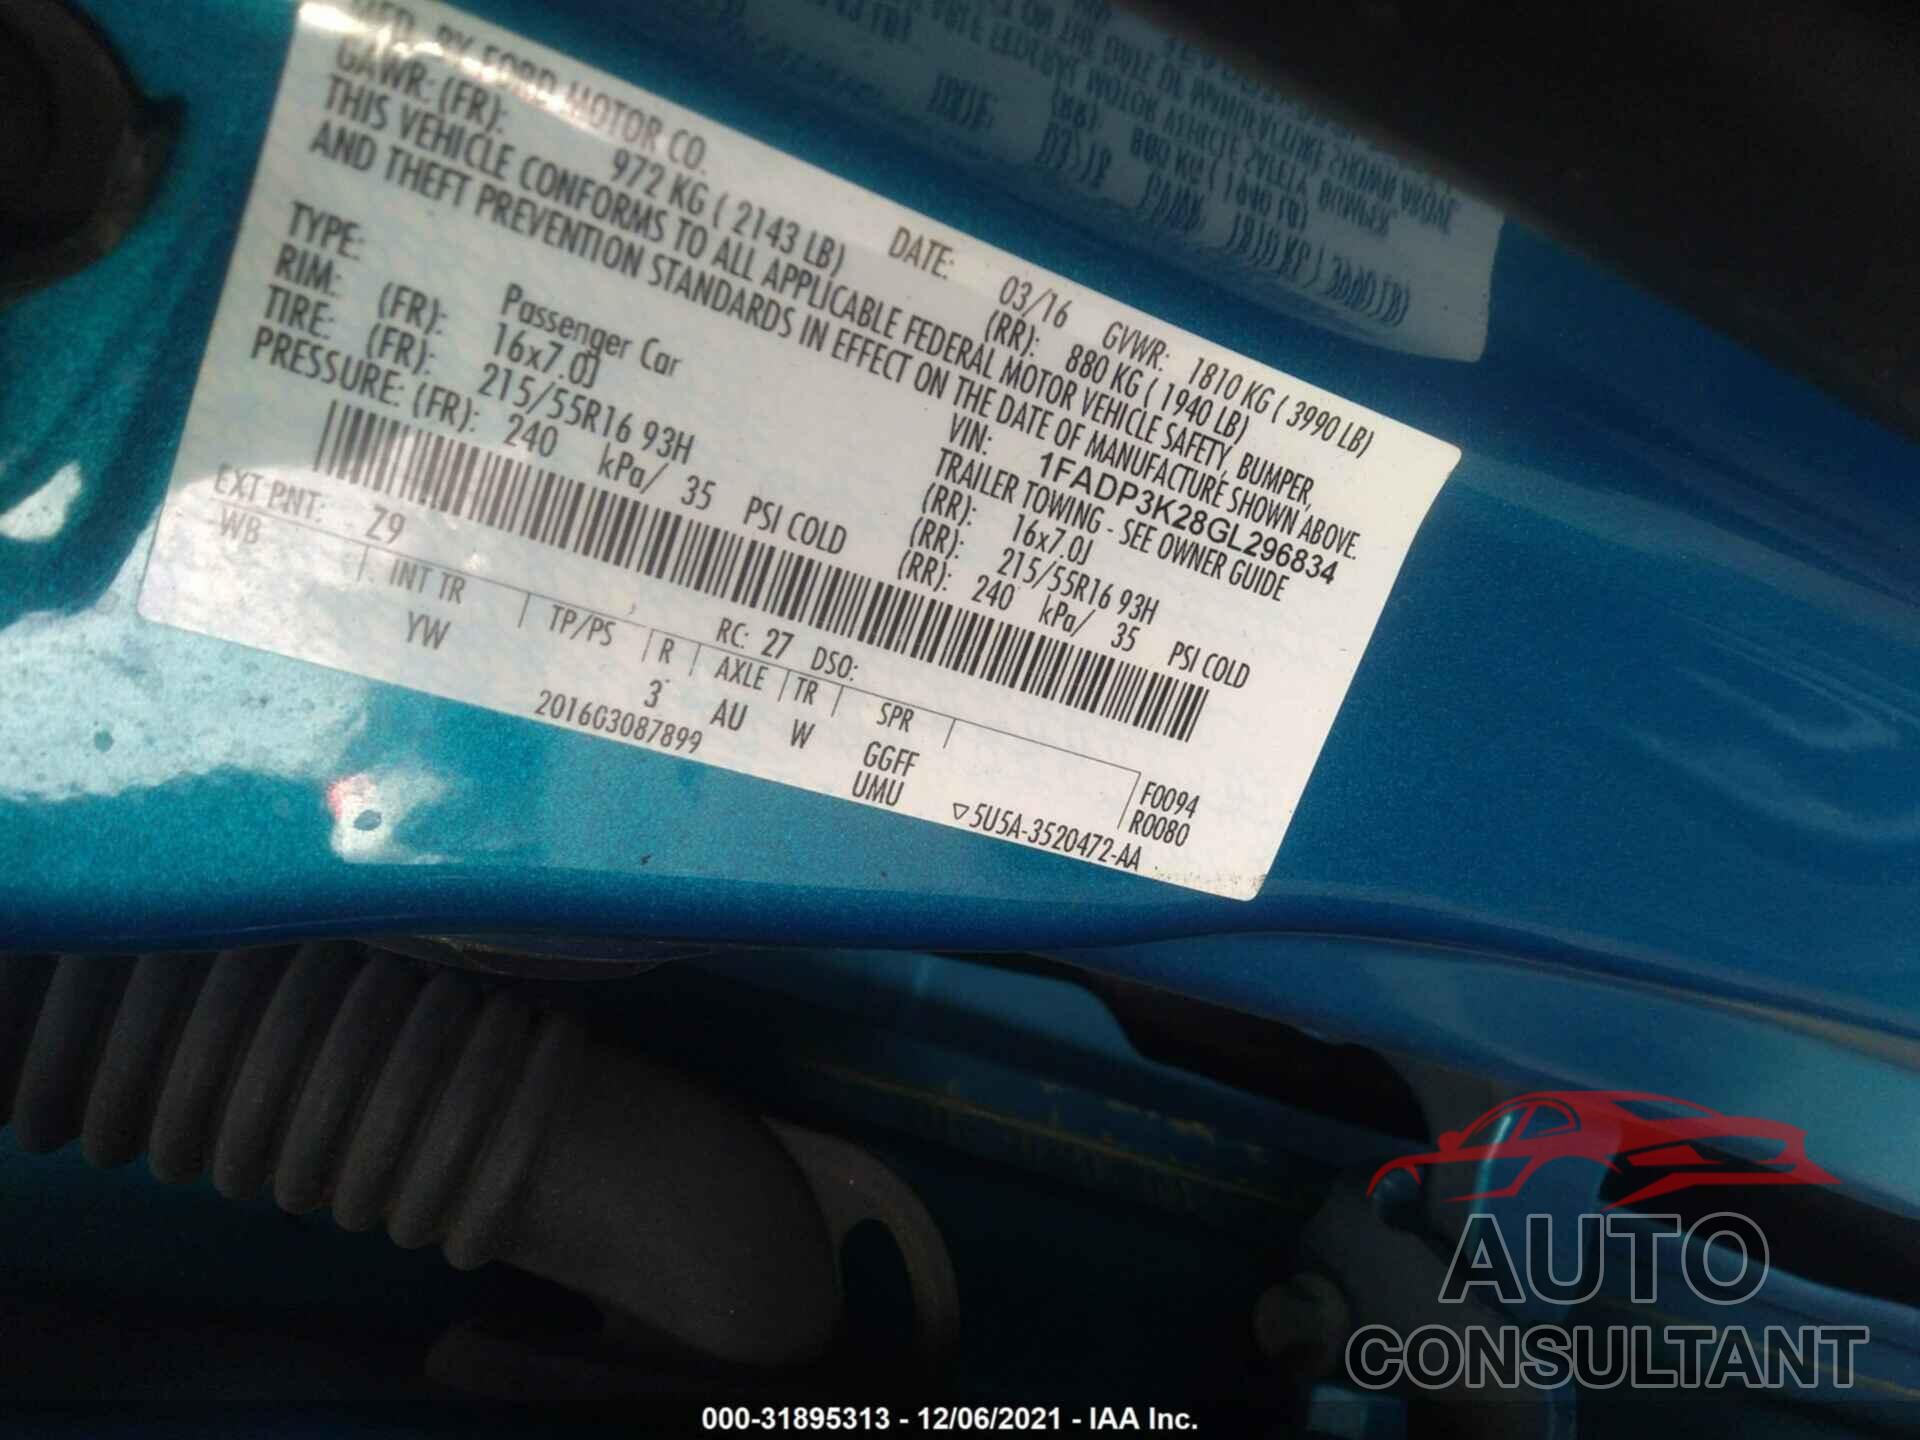 MFD. BY FORD MOTOR CO.
DATE: 03/16 GVWR: 1810 KG ( 3990 LB)
GAWR: (FR): 972 KG ( 2143 LB) (RR): 880 KG ( 1940 LB)
THIS VEHICLE CONFORMS TO ALL APPLICABLE FEDERAL MOTOR VEHICLE SAFETY, BUMPER,
AND THEFT PREVENTION STANDARDS IN EFFECT ON THE DATE OF MANUFACTURE SHOWN ABOVE.
VIN: 1FADP3K28GL296834
TYPE: Passenger Car TRAILER TOWING - SEE OWNER GUIDE
RIM: (FR): 16x7.0J (RR): 16x7.0J
TIRE: (FR): 215/55R16 93H (RR): 215/55R16 93H
PRESSURE: (FR): 240 kPa/ 35 PSI COLD (RR): 240 kPa/ 35 PSI COLD
EXT PNT: Z9 RC: 27 DSO:
WB INT TR TP/PS R AXLE TR SPR
YW 3 AU W GGFF F0094
UMU R0080
2016G3087899 5U5A-3520472-AA
AUTO
CONSULTANT
000-31895313 - 12/06/2021 - IAA Inc.